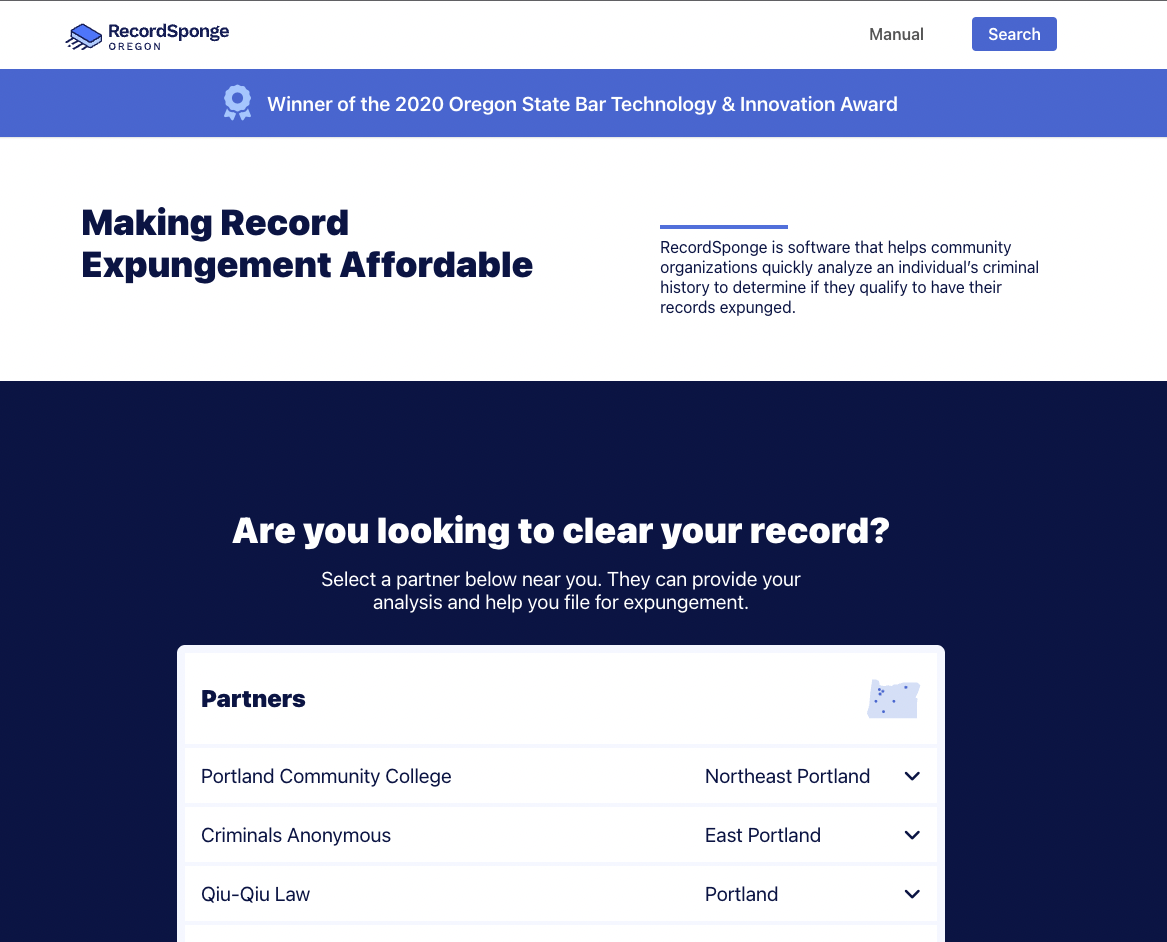 RecordSponge
OREGON
Manual
Search
Winner of the 2020 Oregon State Bar Technology & Innovation Award
Making Record
Expungement Affordable
RecordSponge is software that helps community
organizations quickly analyze an individual’s criminal
history to determine if they qualify to have their
records expunged.
Are you looking to clear your record?
Select a partner below near you. They can provide your
analysis and help you file for expungement.
Partners
Portland Community College Northeast Portland
Criminals Anonymous East Portland
Qiu-Qiu Law Portland